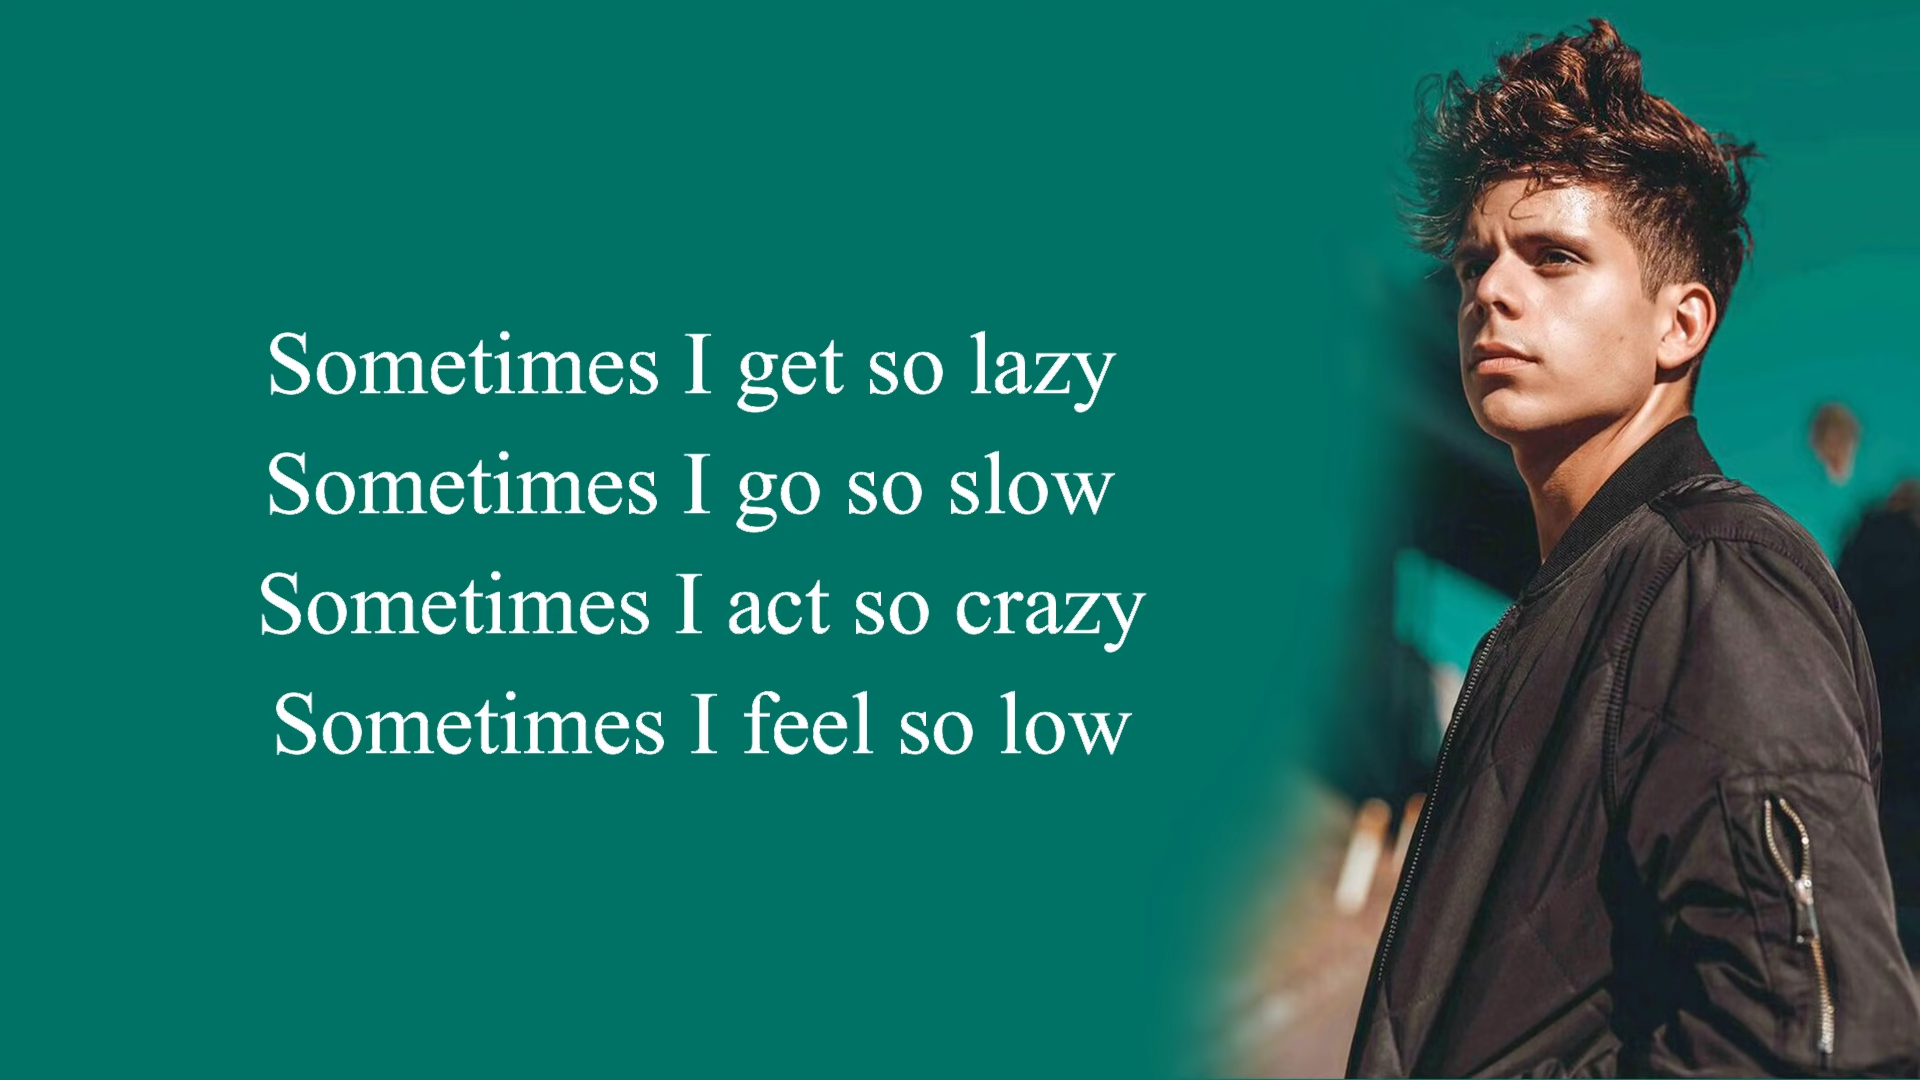 Sometimes I get so lazy
Sometimes I go so slow
Sometimes I act so crazy
Sometimes I feel so low